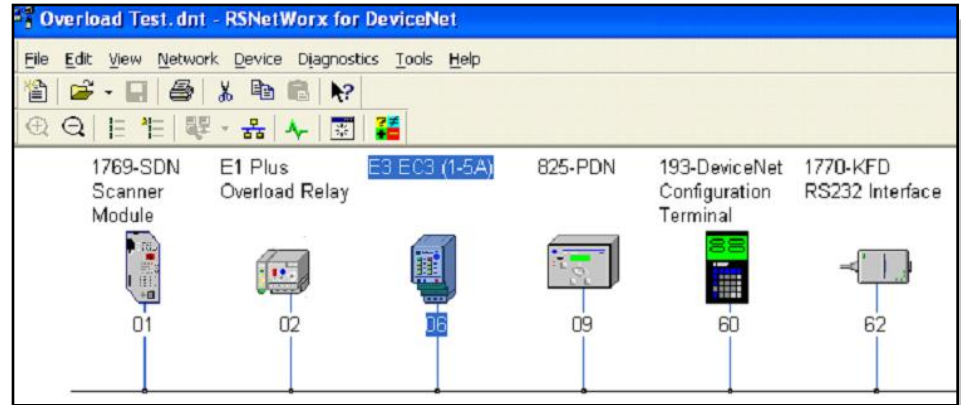 Overload Test.dnt - RSNetWorx for DeviceNet
File Edit View Network Device Diagnostics Tools Help
1769-SDN
Scanner
Module
E1 Plus
Overload Relay
E3 EC3 (1-5A)
825-PDN
193-DeviceNet
Configuration
Terminal
1770-KFD
RS232 Interface
01
02
06
09
60
62